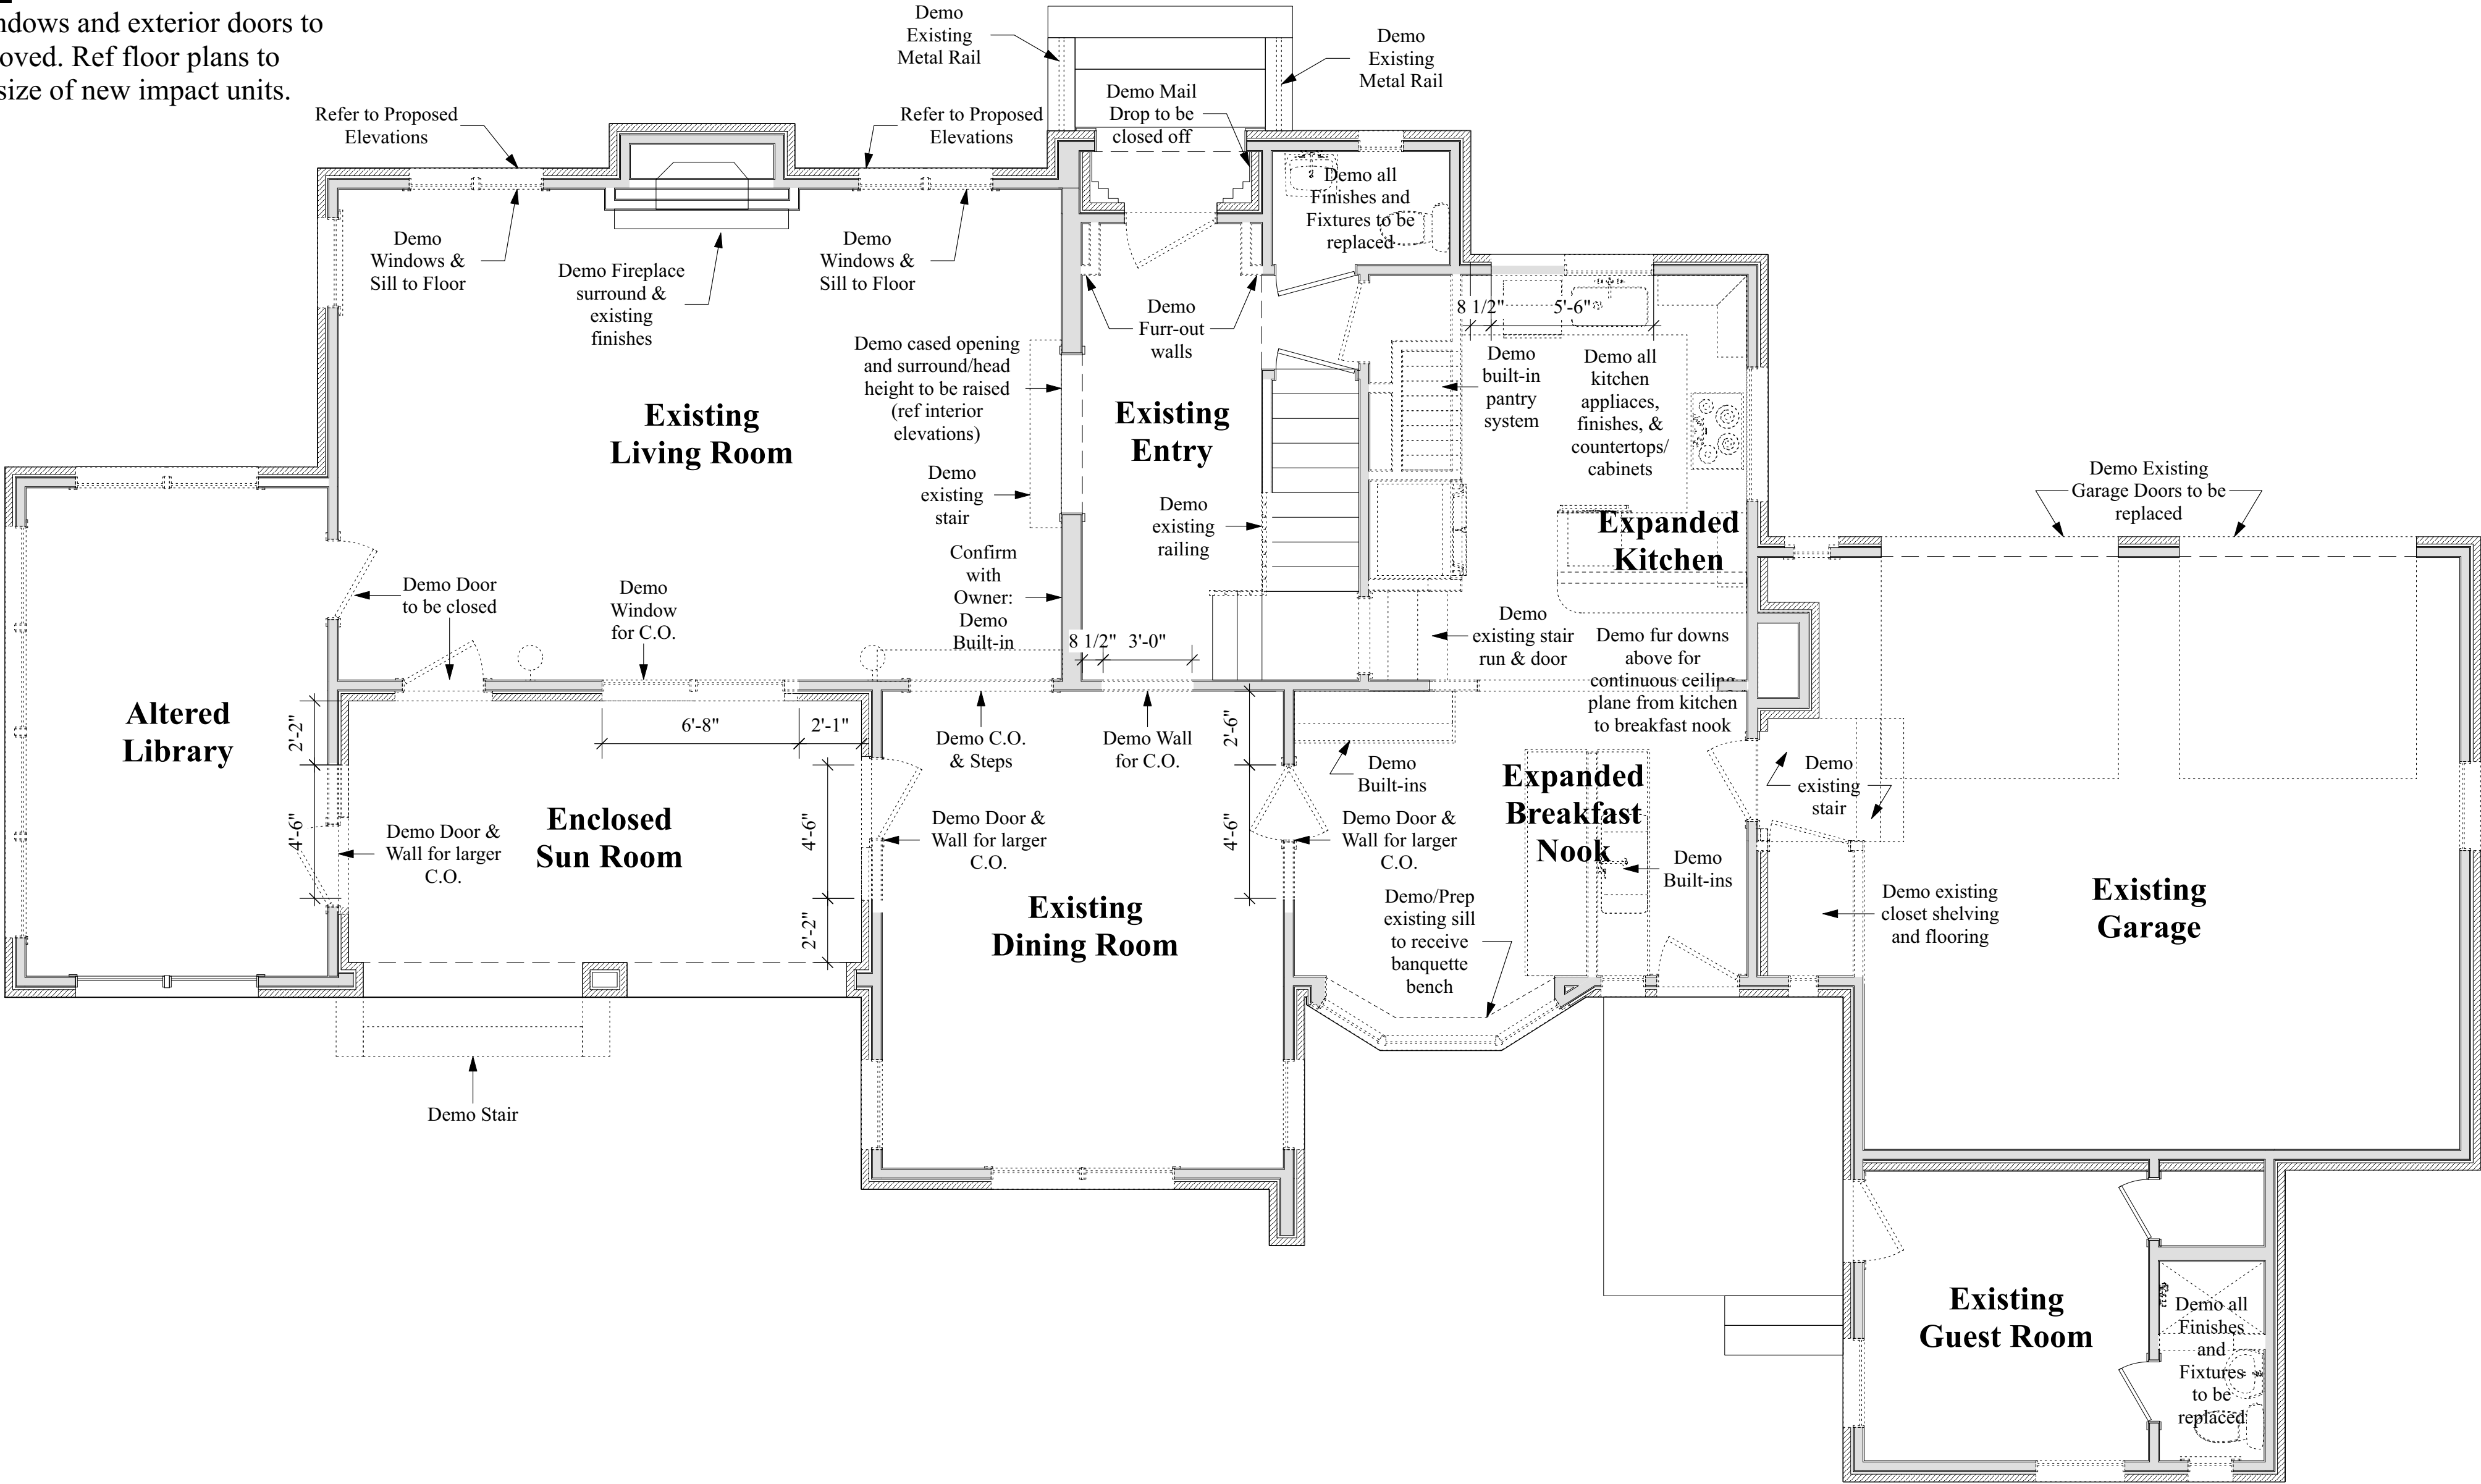 ndows and exterior doors to
oved. Ref floor plans to
size of new impact units.
Demo
Existing
Metal Rail
Demo
Existing
Metal Rail
Demo Mail
Drop to be
closed off
Refer to Proposed
Elevations
Refer to Proposed
Elevations
Demo all
Finishes and
Fixtures to be
replaced
Demo
Windows &
Sill to Floor
Demo Fireplace
surround &
existing
finishes
Demo
Windows &
Sill to Floor
Demo
Furr-out
walls
8 1/2"
5'-6"
Demo cased opening
and surround/head
height to be raised
(ref interior
elevations)
Demo
built-in
pantry
system
Demo all
kitchen
appliaces,
finishes, &
countertops/
cabinets
Existing
Living Room
Existing
Entry
Demo
existing
stair
Demo
existing
railing
Expanded
Kitchen
Demo Existing
Garage Doors to be
replaced
Confirm
with
Owner:
Demo
Built-in
Demo Door
to be closed
Demo
Window
for C.O.
8 1/2"
3'-0"
Demo
existing stair
run & door
Demo fur downs
above for
continuous ceiling
plane from kitchen
to breakfast nook
Altered
Library
2'-2"
6'-8"
2'-1"
Demo C.O.
& Steps
Demo Wall
for C.O.
2'-6"
Demo
Built-ins
Expanded
Breakfast
Nook
Demo
existing
stair
4'-6"
Demo Door &
Wall for larger
C.O.
Enclosed
Sun Room
4'-6"
Demo Door &
Wall for larger
C.O.
4'-6"
Demo Door &
Wall for larger
C.O.
Demo
Built-ins
2'-2"
Existing
Dining Room
Demo/Prep
existing sill
to receive
banquette
bench
Demo existing
closet shelving
and flooring
Existing
Garage
Demo Stair
Existing
Guest Room
Demo all
Finishes
and
Fixtures
to be
replaced